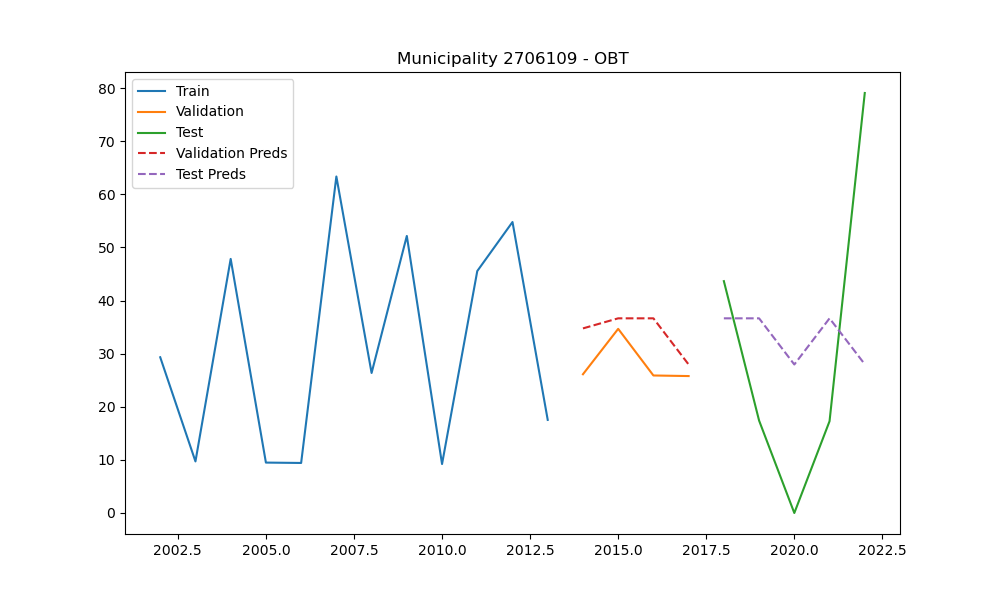 Municipality 2706109 - OBT
Train
Validation
Test
Validation Preds
Test Preds
80
70
60
50
40
30
20
10
0
2002.5 2005.0 2007.5 2010.0 2012.5 2015.0 2017.5 2020.0 2022.5